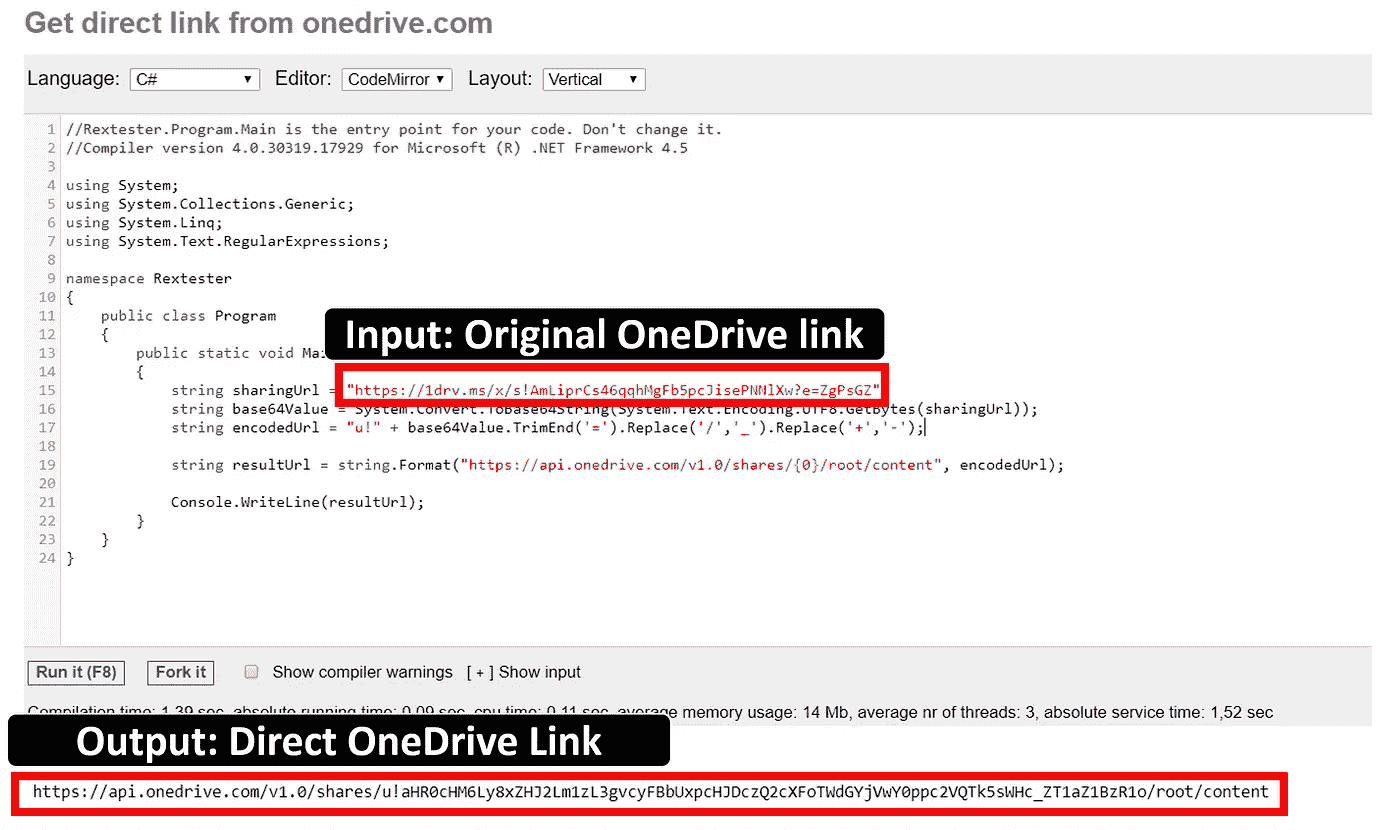 Get direct link from onedrive.com
Language: C# Editor: CodeMirror Layout: Vertical
1 //Rextester.Program.Main is the entry point for your code. Don't change it.
2 //Compiler version 4.0.30319.17929 for Microsoft (R) .NET Framework 4.5
3
4 using System;
5 using System.Collections.Generic;
6 using System.Linq;
7 using System.Text.RegularExpressions;
8
9 namespace Rextester
10 {
11 public class Program
Input: Original OneDrive link
12 {
13 public static void
14 {
15 string sharingUrl = "https://1drv.ms/x/s!AmLiprCs46qqhMgFb5pcJisePNNlXw?e=ZgPsGZ"
16 string base64Value = System.Convert.ToBase64String(System.Text.Encoding.UTF8.GetBytes(sharingUrl));
17 string encodedUrl = "u!" + base64Value.TrimEnd('=').Replace('/','_').Replace('+','-');
18
19 string resultUrl = string.Format("https://api.onedrive.com/v1.0/shares/{0}/root/content", encodedUrl);
20
21 Console.WriteLine(resultUrl);
22 }
23 }
24 }
Run it (F8) Fork it Show compiler warnings [ + ] Show input
Compilation time: 1,39 sec, absolute running time: 0,09 sec, cpu time: 0,11 sec, average memory usage: 14 Mb, average nr of threads: 3, absolute service time: 1,52 sec
Output: Direct OneDrive Link
https://api.onedrive.com/v1.0/shares/u!aHR0cHM6Ly8xZHJ2Lm1zL3gvcyFBbUxpcHJDczQ2cXFoTWdGYjVwY0ppc2VQTk5sWHc_ZT1aZ1BzR1o/root/content